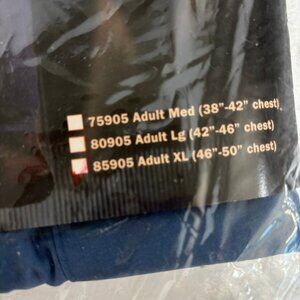 75905 Adult Med (38"-42" chest)
80905 Adult Lg (42"-46" chest)
85905 Adult XL (46"-50" chest)